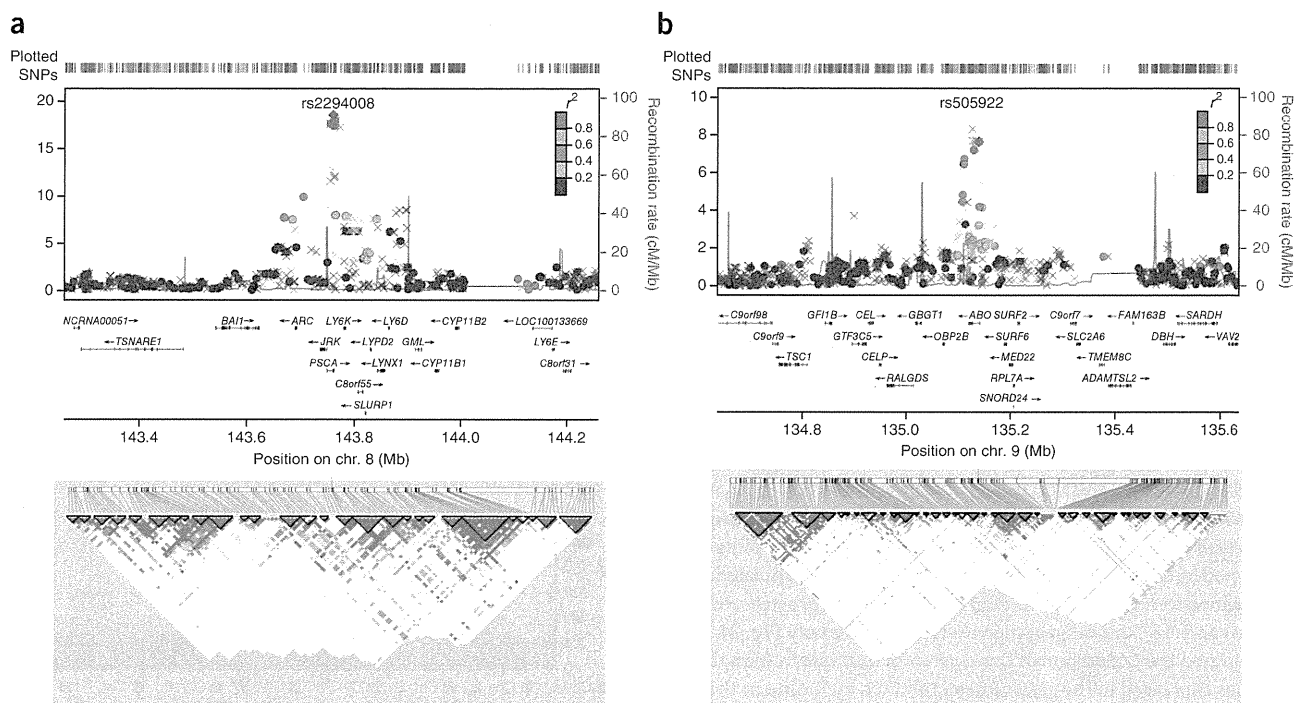 a
Plotted
SNPs
rs2294008
r2
0.8
0.6
0.4
0.2
20
15
10
5
0
100
80
60
40
20
0
Recombination rate (cM/Mb)
NCRNA00051→
BAI1→
←ARC
LY6K→
←LY6D
←CYP11B2
←LOC100133669
←TSNARE1
←JRK
←LYPD2
GML→
LY6E→
PSCA→
←LYNX1
←CYP11B1
C8orf31→
C8orf55→
←SLURP1
143.4
143.6
143.8
144.0
144.2
Position on chr. 8 (Mb)
b
Plotted
SNPs
rs505922
r2
0.8
0.6
0.4
0.2
10
8
6
4
2
0
100
80
60
40
20
0
Recombination rate (cM/Mb)
←C9orf98
GFI1B→
CEL→
←GBGT1
←ABO
SURF2→
C9orf7→
←FAM163B
←SARDH
C9orf9→
GTF3C5→
←OBP2B
←SURF6
←SLC2A6
DBH→
VAV2
←TSC1
CELP→
←MED22
←TMEM8C
←RALGDS
RPL7A→
ADAMTSL2→
SNORD24→
134.8
135.0
135.2
135.4
135.6
Position on chr. 9 (Mb)